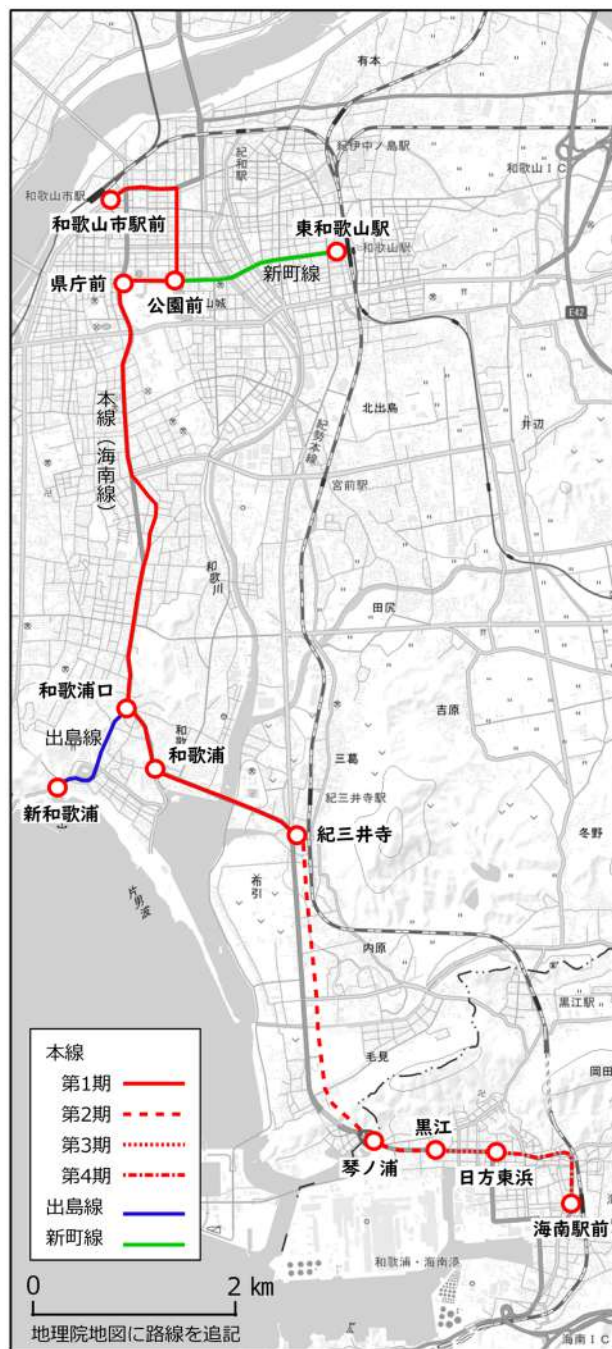 有本
紀和駅
紀伊中ノ島駅
和歌山IC
和歌山市駅
和歌山市駅前
東和歌山駅
和歌山駅
新町線
県庁前
公園前
山城
E42
本線（海南線）
北出島
井辺
紀勢本線
宮前駅
和歌川
田尻
和歌浦口
吉原
出島線
和歌浦
三葛
新和歌浦
紀三井寺駅
紀三井寺
冬野
片男波
布引
内原
黒江駅
毛見
岡田
黒江
琴ノ浦
日方東浜
海南駅前
和歌浦・海南港
海南IC
本線
第1期
第2期
第3期
第4期
出島線
新町線
0 2 km
地理院地図に路線を追記